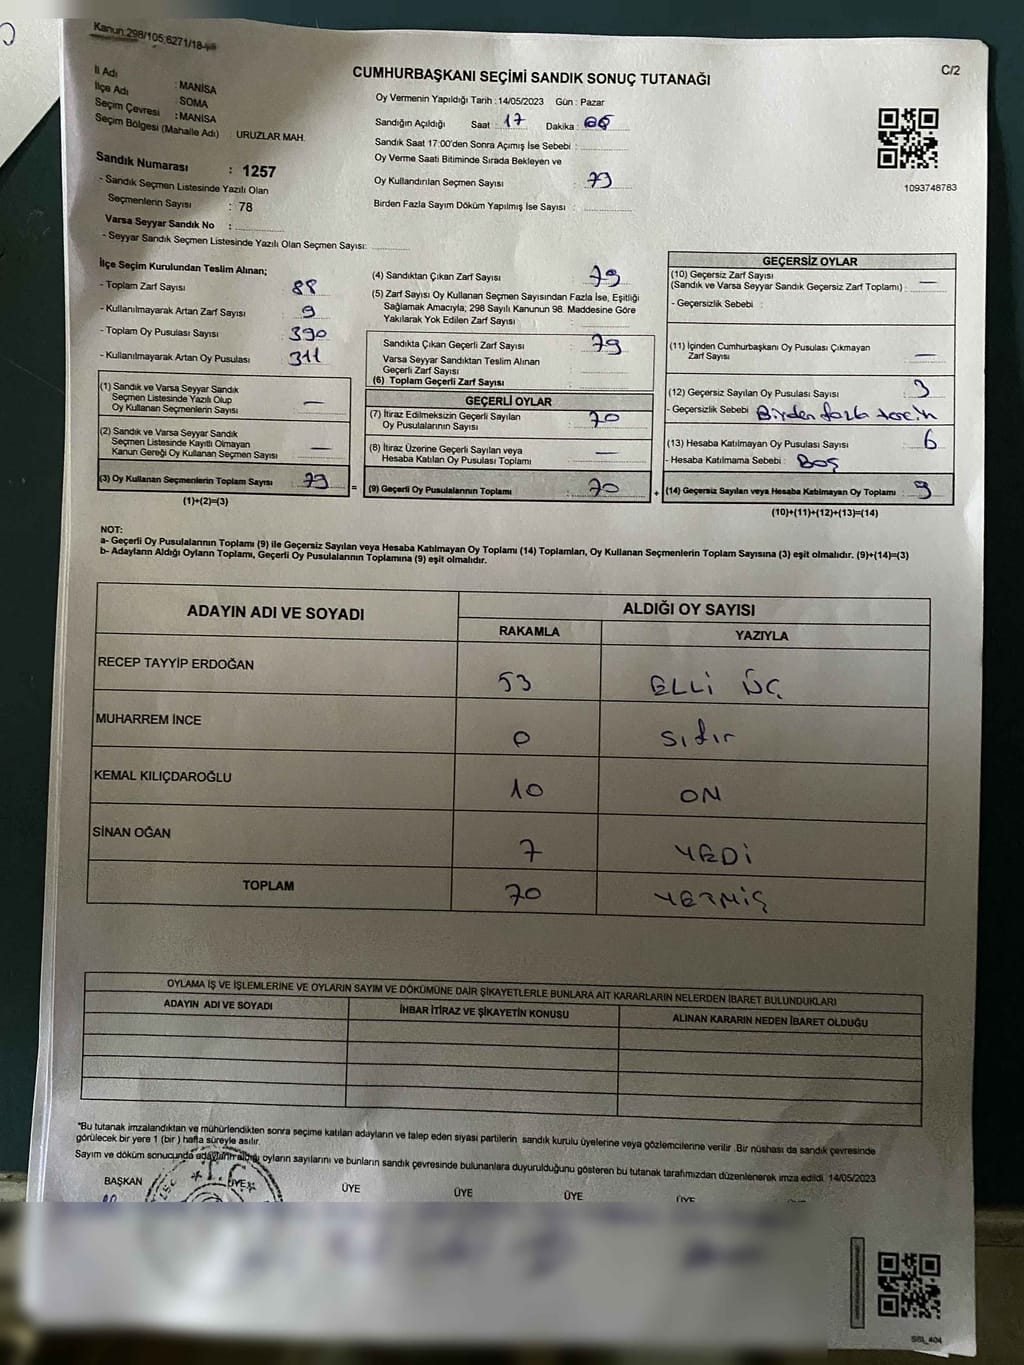 Kanun:298/105;6271/18
C/2
CUMHURBAŞKANI SEÇİMİ SANDIK SONUÇ TUTANAĞI
İl Adı : MANİSA
İlçe Adı : SOMA
Seçim Çevresi : MANİSA
Seçim Bölgesi (Mahalle Adı) : URUZLAR MAH.
Sandık Numarası : 1257
- Sandık Seçmen Listesinde Yazılı Olan
Seçmenlerin Sayısı : 78
Varsa Seyyar Sandık No :
- Seyyar Sandık Seçmen Listesinde Yazılı Olan Seçmen Sayısı:
Oy Vermenin Yapıldığı Tarih : 14/05/2023 Gün : Pazar
Sandığın Açıldığı Saat : 17 Dakika :
Sandık Saat 17:00'den Sonra Açımış İse Sebebi :
Oy Verme Saati Bitiminde Sırada Bekleyen ve
Oy Kullandırılan Seçmen Sayısı : 79
Birden Fazla Sayım Döküm Yapılmış İse Sayısı :
1093748783
İlçe Seçim Kurulundan Teslim Alınan;
- Toplam Zarf Sayısı : 88
- Kullanılmayarak Artan Zarf Sayısı : 9
- Toplam Oy Pusulası Sayısı : 390
- Kullanılmayarak Artan Oy Pusulası : 311
(1) Sandık ve Varsa Seyyar Sandık
Seçmen Listesinde Yazılı Olup
Oy Kullanan Seçmenlerin Sayısı : —
(2) Sandık ve Varsa Seyyar Sandık
Seçmen Listesinde Kayıtlı Olmayan
Kanun Gereği Oy Kullanan Seçmen Sayısı : —
(3) Oy Kullanan Seçmenlerin Toplam Sayısı : 79 =
(1)+(2)=(3)
(4) Sandıktan Çıkan Zarf Sayısı : 79
(5) Zarf Sayısı Oy Kullanan Seçmen Sayısından Fazla İse, Eşitliği
Sağlamak Amacıyla; 298 Sayılı Kanunun 98. Maddesine Göre
Yakılarak Yok Edilen Zarf Sayısı :
Sandıkta Çıkan Geçerli Zarf Sayısı : 79
Varsa Seyyar Sandıktan Teslim Alınan
Geçerli Zarf Sayısı :
(6) Toplam Geçerli Zarf Sayısı :
GEÇERLİ OYLAR
(7) İtiraz Edilmeksizin Geçerli Sayılan
Oy Pusulalarının Sayısı : 70
(8) İtiraz Üzerine Geçerli Sayılan veya
Hesaba Katılan Oy Pusulası Toplamı : —
(9) Geçerli Oy Pusulalarının Toplamı : 70 +
GEÇERSİZ OYLAR
(10) Geçersiz Zarf Sayısı
(Sandık ve Varsa Seyyar Sandık Geçersiz Zarf Toplamı) : —
- Geçersizlik Sebebi :
(11) İçinden Cumhurbaşkanı Oy Pusulası Çıkmayan
Zarf Sayısı : —
(12) Geçersiz Sayılan Oy Pusulası Sayısı : 3
- Geçersizlik Sebebi : Birden fazla tercih
(13) Hesaba Katılmayan Oy Pusulası Sayısı : 6
- Hesaba Katılmama Sebebi : Boş
(14) Geçersiz Sayılan veya Hesaba Katılmayan Oy Toplamı : 9
(10)+(11)+(12)+(13)=(14)
NOT:
a- Geçerli Oy Pusulalarının Toplamı (9) ile Geçersiz Sayılan veya Hesaba Katılmayan Oy Toplamı (14) Toplamları, Oy Kullanan Seçmenlerin Toplam Sayısına (3) eşit olmalıdır. (9)+(14)=(3)
b- Adayların Aldığı Oyların Toplamı, Geçerli Oy Pusulalarının Toplamına (9) eşit olmalıdır.
ADAYIN ADI VE SOYADI ALDIĞI OY SAYISI
RAKAMLA YAZIYLA
RECEP TAYYİP ERDOĞAN 53 ELLİ ÜÇ
MUHARREM İNCE 0 Sıfır
KEMAL KILIÇDAROĞLU 10 ON
SİNAN OĞAN 7 YEDİ
TOPLAM 70 YETMİŞ
OYLAMA İŞ VE İŞLEMLERİNE VE OYLARIN SAYIM VE DÖKÜMÜNE DAİR ŞİKAYETLERLE BUNLARA AİT KARARLARIN NELERDEN İBARET BULUNDUKLARI
ADAYIN ADI VE SOYADI İHBAR İTİRAZ VE ŞİKAYETİN KONUSU ALINAN KARARIN NEDEN İBARET OLDUĞU
"Bu tutanak imzalandıktan ve mühürlendikten sonra seçime katılan adayların ve talep eden siyasi partilerin sandık kurulu üyelerine veya gözlemcilerine verilir .Bir nüshası da sandık çevresinde
görülecek bir yere 1 (bir ) hafta süreyle asılır.
Sayım ve döküm sonucunda adayların aldığı oyların sayılarını ve bunların sandık çevresinde bulunanlara duyurulduğunu gösteren bu tutanak tarafımızdan düzenlenerek imza edildi. 14/05/2023
BAŞKAN ÜYE ÜYE ÜYE ÜYE ÜYE
T.C.
SBL_404